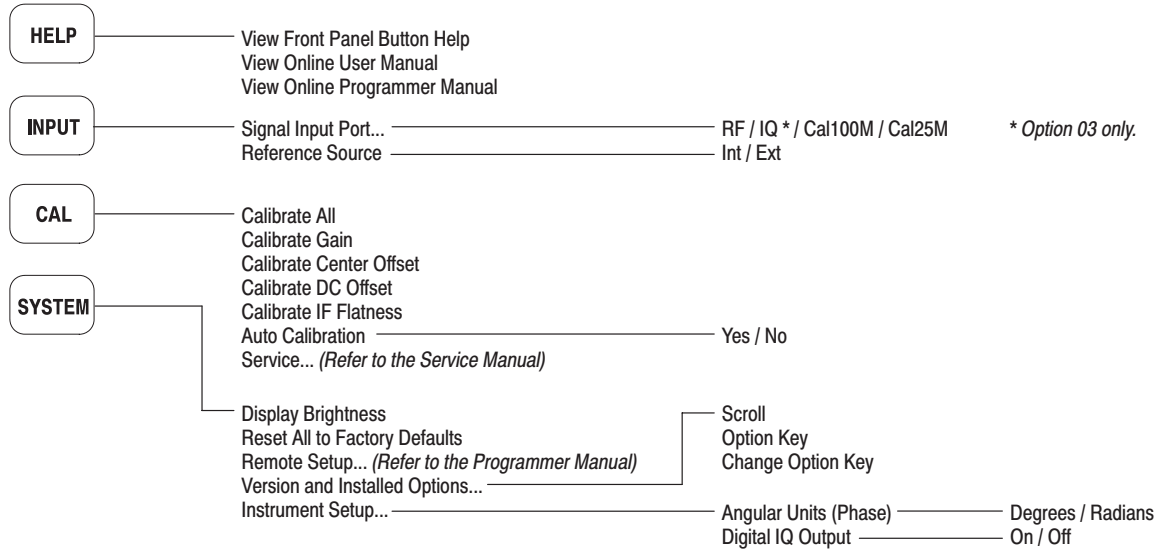 HELP
View Front Panel Button Help
View Online User Manual
View Online Programmer Manual
INPUT
Signal Input Port... RF / IQ * / Cal100M / Cal25M * Option 03 only.
Reference Source Int / Ext
CAL
Calibrate All
Calibrate Gain
Calibrate Center Offset
Calibrate DC Offset
Calibrate IF Flatness
Auto Calibration Yes / No
Service... (Refer to the Service Manual)
SYSTEM
Display Brightness
Reset All to Factory Defaults
Remote Setup... (Refer to the Programmer Manual)
Version and Installed Options...
Scroll
Option Key
Change Option Key
Instrument Setup...
Angular Units (Phase) Degrees / Radians
Digital IQ Output On / Off